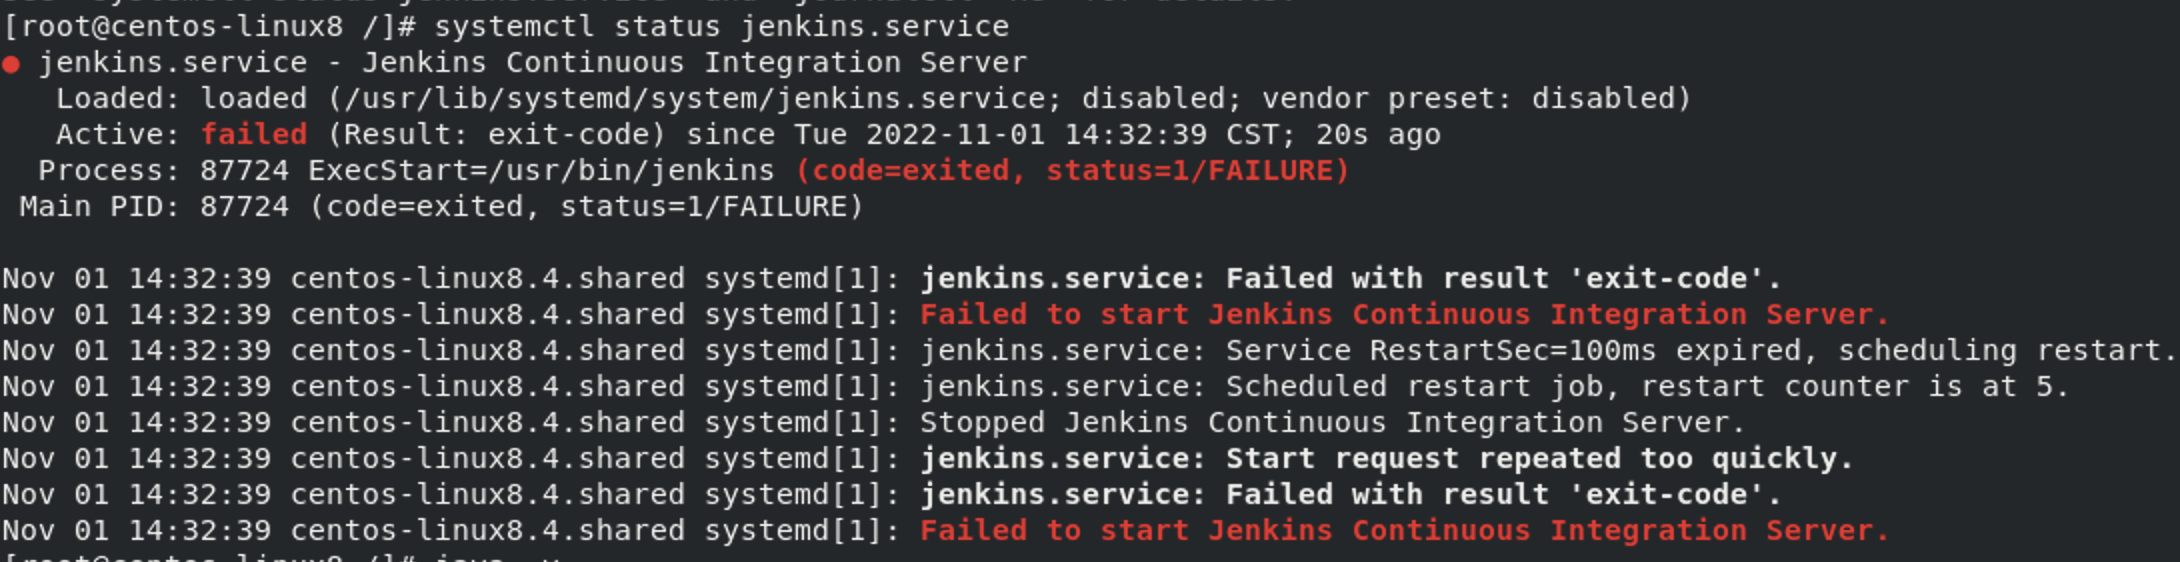 [root@centos-linux8 /]# systemctl status jenkins.service
● jenkins.service - Jenkins Continuous Integration Server
   Loaded: loaded (/usr/lib/systemd/system/jenkins.service; disabled; vendor preset: disabled)
   Active: failed (Result: exit-code) since Tue 2022-11-01 14:32:39 CST; 20s ago
  Process: 87724 ExecStart=/usr/bin/jenkins (code=exited, status=1/FAILURE)
 Main PID: 87724 (code=exited, status=1/FAILURE)
Nov 01 14:32:39 centos-linux8.4.shared systemd[1]: jenkins.service: Failed with result 'exit-code'.
Nov 01 14:32:39 centos-linux8.4.shared systemd[1]: Failed to start Jenkins Continuous Integration Server.
Nov 01 14:32:39 centos-linux8.4.shared systemd[1]: jenkins.service: Service RestartSec=100ms expired, scheduling restart.
Nov 01 14:32:39 centos-linux8.4.shared systemd[1]: jenkins.service: Scheduled restart job, restart counter is at 5.
Nov 01 14:32:39 centos-linux8.4.shared systemd[1]: Stopped Jenkins Continuous Integration Server.
Nov 01 14:32:39 centos-linux8.4.shared systemd[1]: jenkins.service: Start request repeated too quickly.
Nov 01 14:32:39 centos-linux8.4.shared systemd[1]: jenkins.service: Failed with result 'exit-code'.
Nov 01 14:32:39 centos-linux8.4.shared systemd[1]: Failed to start Jenkins Continuous Integration Server.